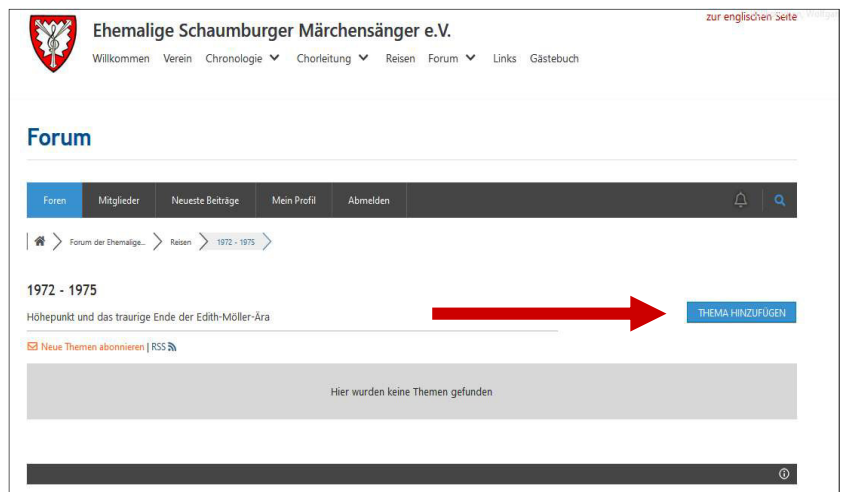 zur englischen Seite
Ehemalige Schaumburger Märchensänger e.V.
Willkommen Verein Chronologie Chorleitung Reisen Forum Links Gästebuch
Forum
Foren Mitglieder Neueste Beiträge Mein Profil Abmelden
Forum der Ehemalige... Reisen 1972 - 1975
1972 - 1975
Höhepunkt und das traurige Ende der Edith-Möller-Ära
THEMA HINZUFÜGEN
Neue Themen abonnieren | RSS
Hier wurden keine Themen gefunden